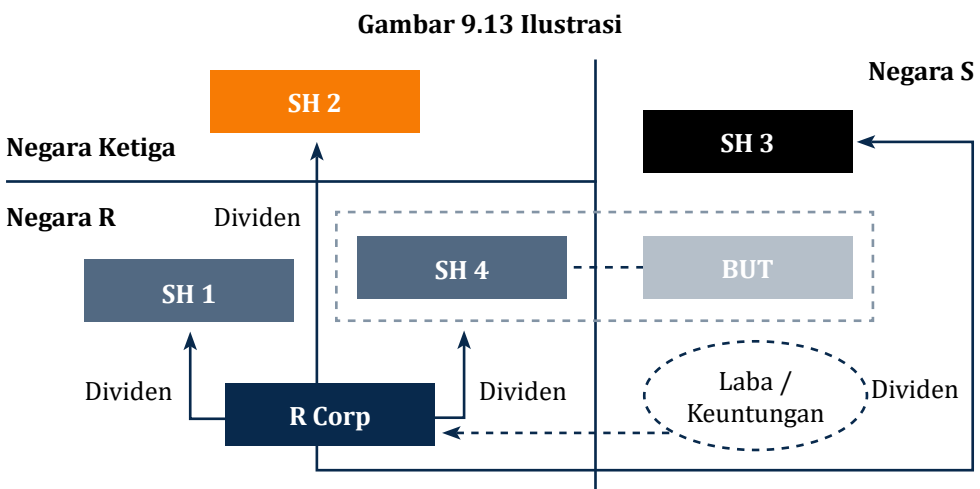 Gambar 9.13 Ilustrasi
Negara S
SH 2
SH 3
Negara Ketiga
Negara R
Dividen
SH 4
BUT
SH 1
Dividen
Dividen
Laba /
Keuntungan
Dividen
R Corp